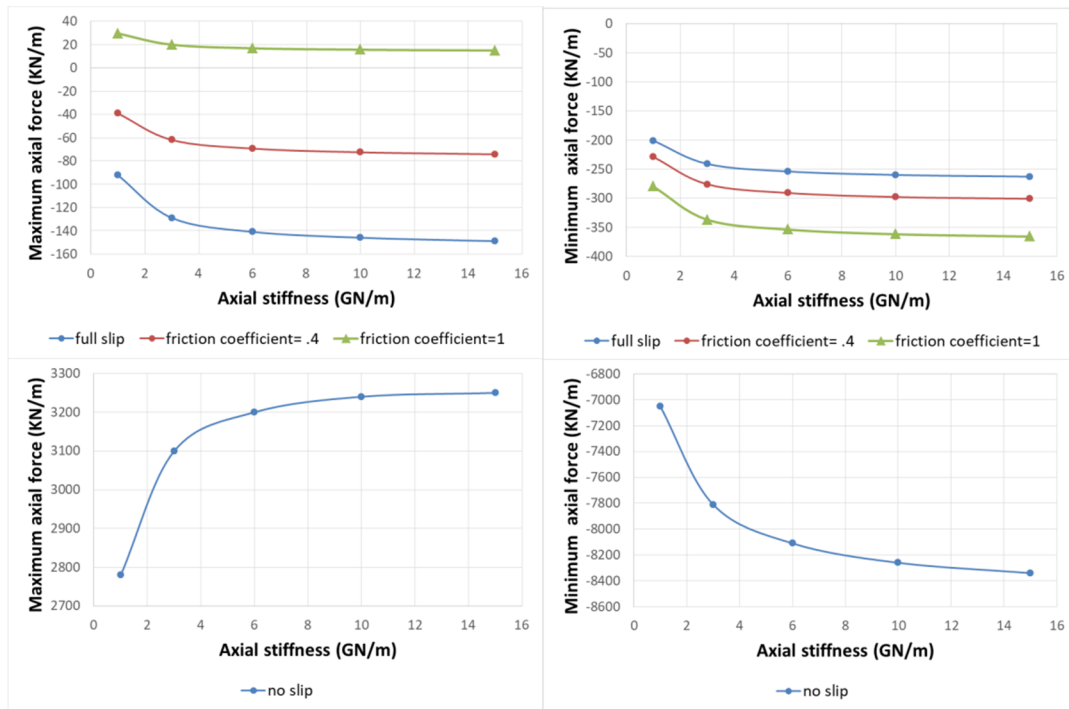 Maximum axial force (KN/m)
40
20
0
-20
-40
-60
-80
-100
-120
-140
-160
0 2 4 6 8 10 12 14 16
Axial stiffness (GN/m)
full slip friction coefficient= .4 friction coefficient=1
Minimum axial force (KN/m)
0
-50
-100
-150
-200
-250
-300
-350
-400
0 2 4 6 8 10 12 14 16
Axial stiffness (GN/m)
full slip friction coefficient= .4 friction coefficient=1
Maximum axial force (KN/m)
3300
3200
3100
3000
2900
2800
2700
0 2 4 6 8 10 12 14 16
Axial stiffness (GN/m)
no slip
Minimum axial force (KN/m)
-6800
-7000
-7200
-7400
-7600
-7800
-8000
-8200
-8400
-8600
0 2 4 6 8 10 12 14 16
Axial stiffness (GN/m)
no slip